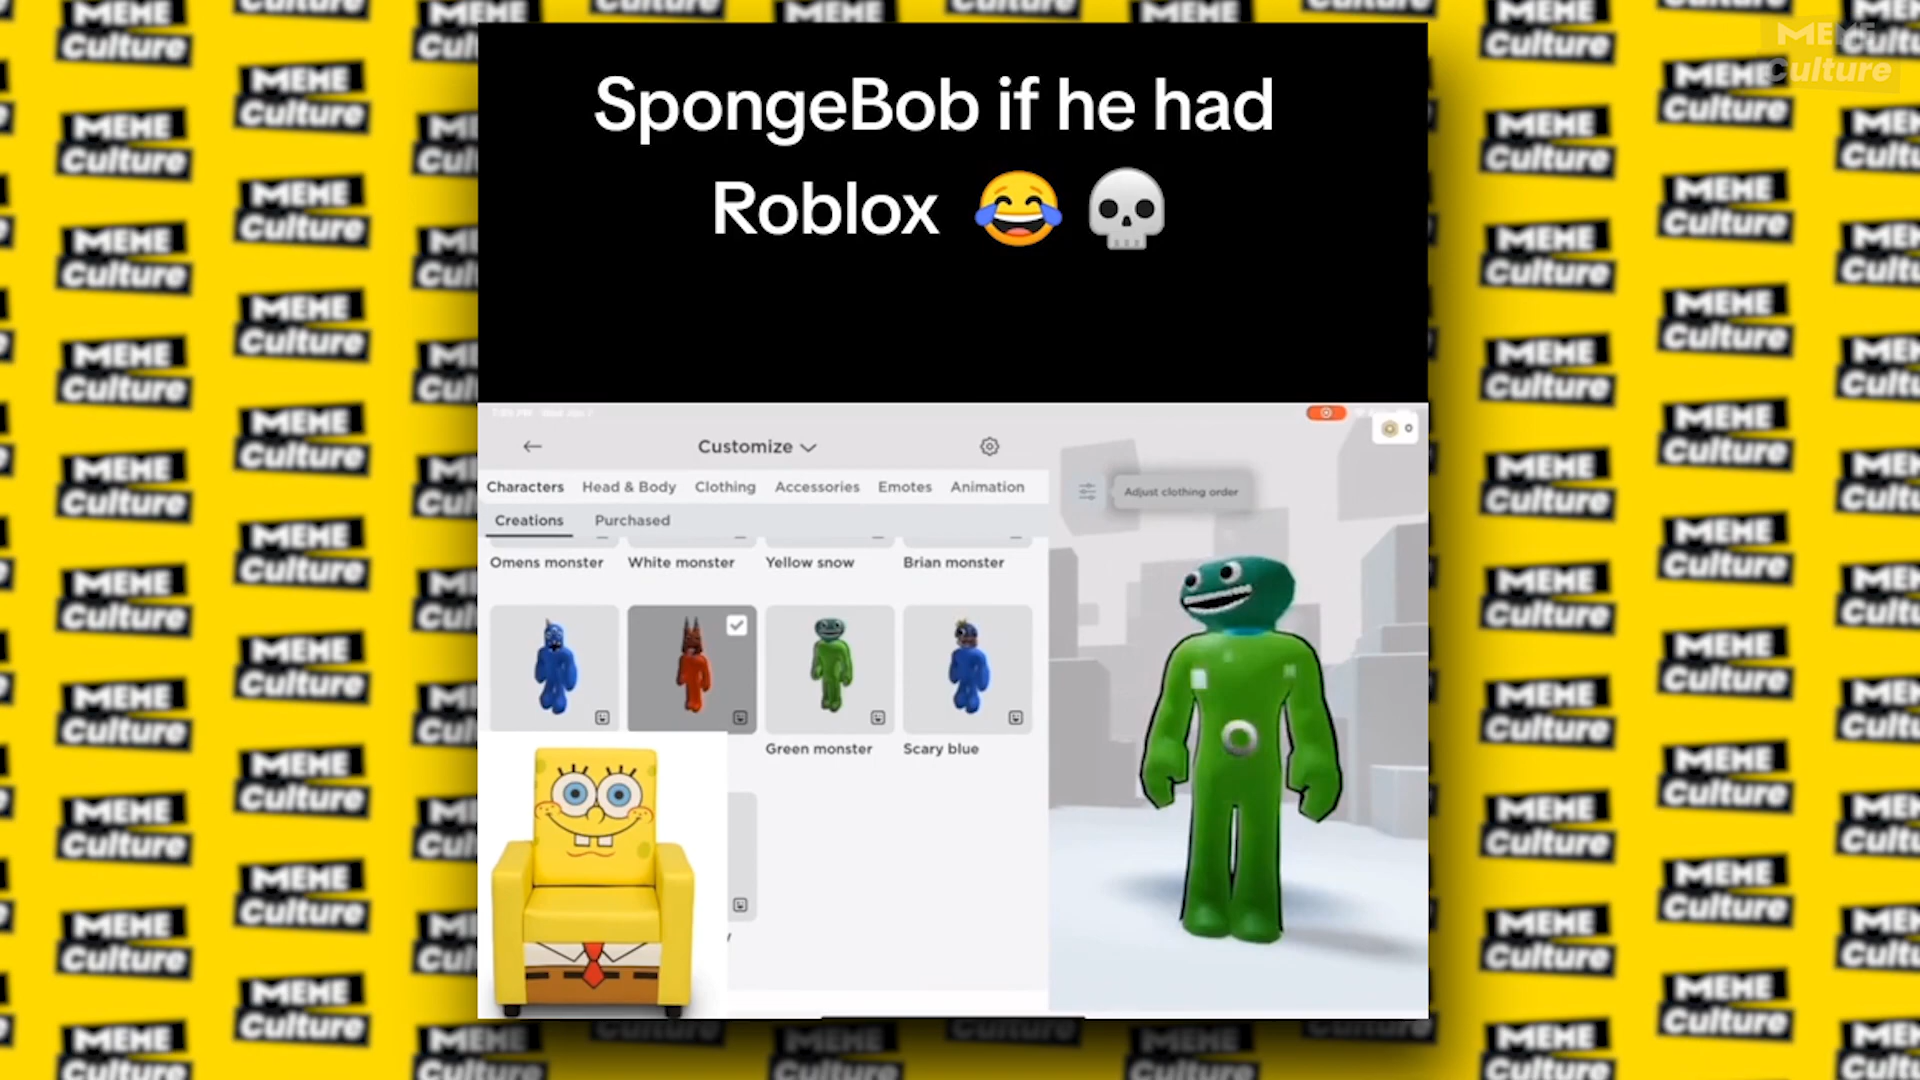 SpongeBob if he had
Roblox 😂 💀
MEME
Culture
Customize
0
Characters Head & Body Clothing Accessories Emotes Animation
Adjust clothing order
Creations Purchased
Omens monster White monster Yellow snow Brian monster
Green monster Scary blue